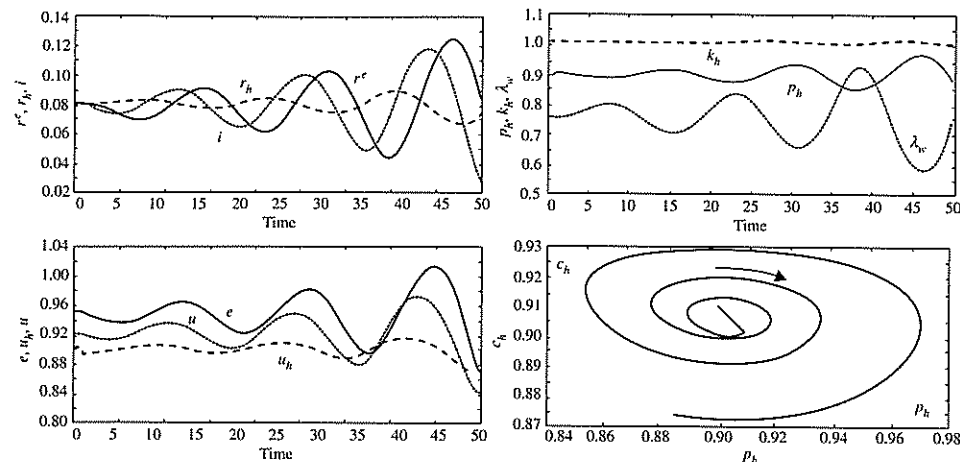 0.14
0.12
0.10
0.08
0.06
0.04
0.02
r^e, r_h, i
r_h
r^e
i
0 5 10 15 20 25 30 35 40 45 50
Time
1.0
1.0
0.9
0.8
0.7
0.6
0.5
p_h, k_h, λ_w
k_h
p_h
λ_w
0 5 10 15 20 25 30 35 40 45 50
Time
1.04
1.00
0.96
0.92
0.88
0.84
0.80
e, u_h, u
u
e
u_h
0 5 10 15 20 25 30 35 40 45 50
Time
0.93
0.92
0.91
0.90
0.89
0.88
0.87
c_h
c_h
p_h
0.84 0.86 0.88 0.90 0.92 0.94 0.96 0.98
p_h